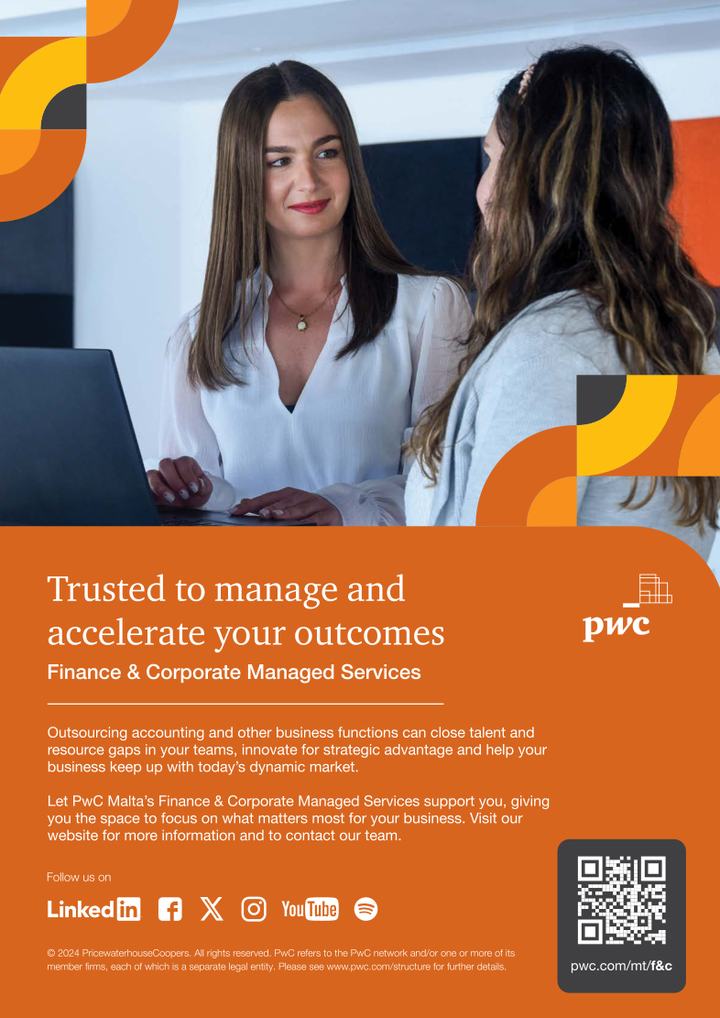 Trusted to manage and
accelerate your outcomes
Finance & Corporate Managed Services
pwc
Outsourcing accounting and other business functions can close talent and
resource gaps in your teams, innovate for strategic advantage and help your
business keep up with today's dynamic market.
Let PwC Malta's Finance & Corporate Managed Services support you, giving
you the space to focus on what matters most for your business. Visit our
website for more information and to contact our team.
Follow us on
Linkedin
YouTube
© 2024 PricewaterhouseCoopers. All rights reserved. PwC refers to the PwC network and/or one or more of its
member firms, each of which is a separate legal entity. Please see www.pwc.com/structure for further details.
pwc.com/mt/f&c